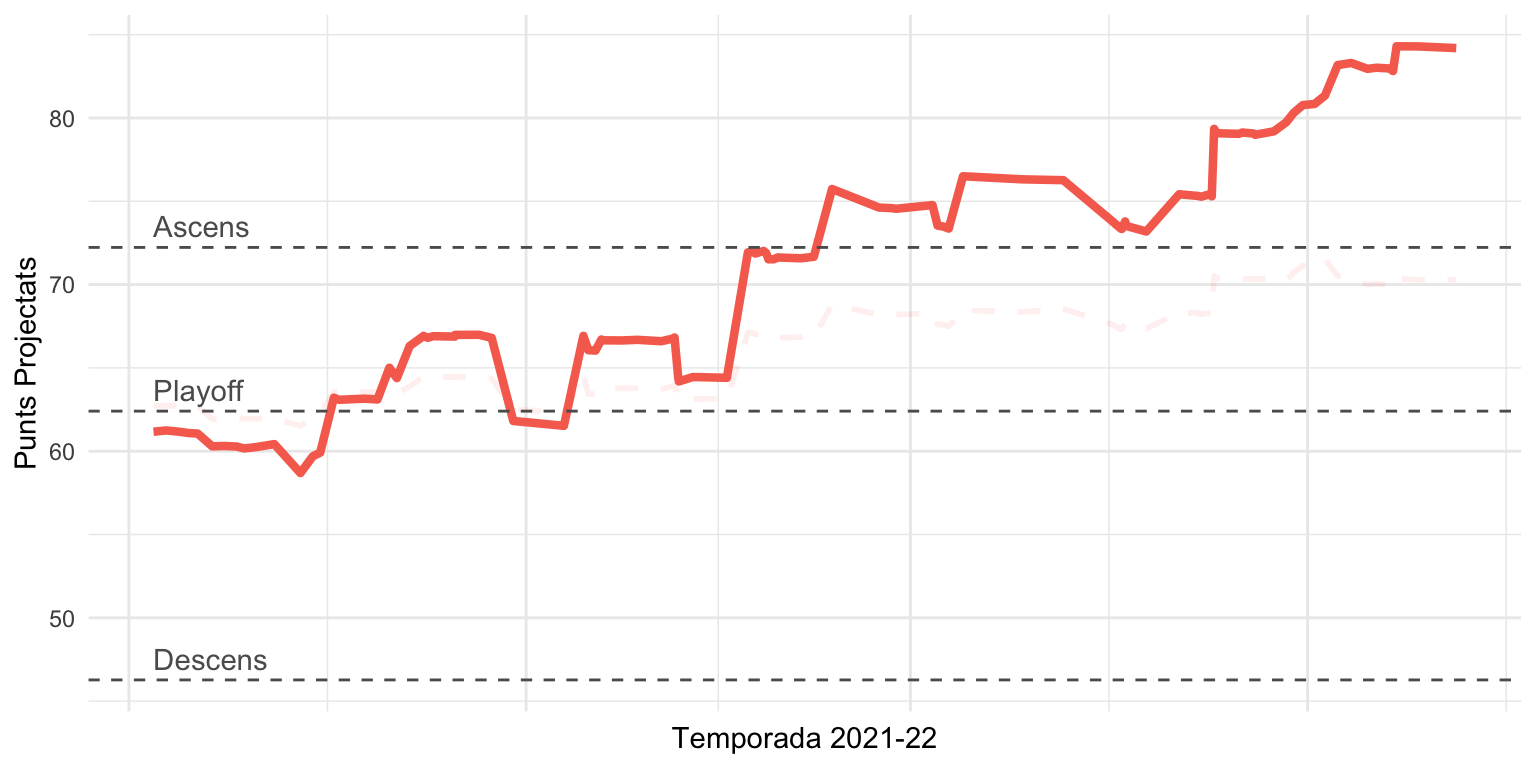 80
Ascens
70
Playoff
60
50
Descens
Punts Projectats
Temporada 2021-22